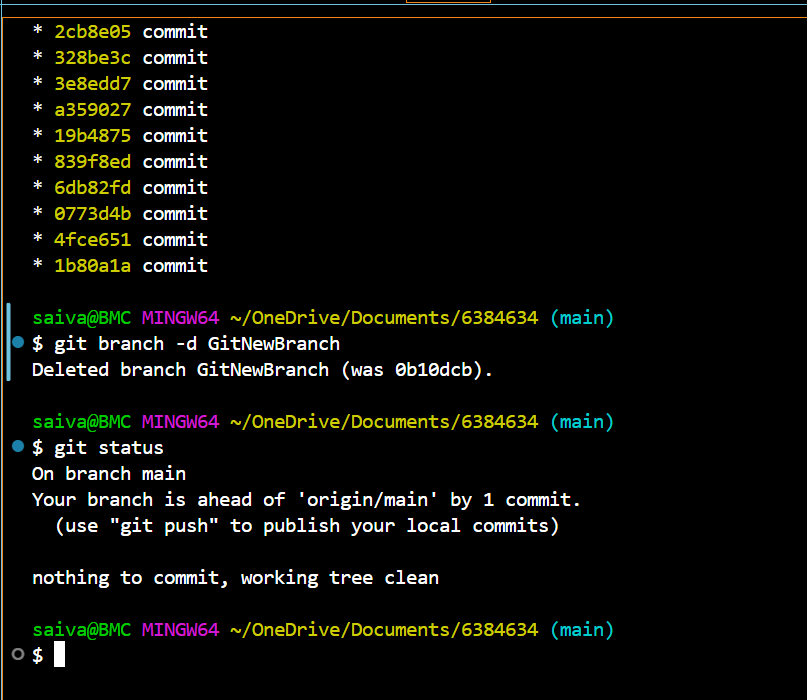 * 2cb8e05 commit
* 328be3c commit
* 3e8edd7 commit
* a359027 commit
* 19b4875 commit
* 839f8ed commit
* 6db82fd commit
* 0773d4b commit
* 4fce651 commit
* 1b80a1a commit
saiva@BMC MINGW64 ~/OneDrive/Documents/6384634 (main)
$ git branch -d GitNewBranch
Deleted branch GitNewBranch (was 0b10dcb).
saiva@BMC MINGW64 ~/OneDrive/Documents/6384634 (main)
$ git status
On branch main
Your branch is ahead of 'origin/main' by 1 commit.
  (use "git push" to publish your local commits)
nothing to commit, working tree clean
saiva@BMC MINGW64 ~/OneDrive/Documents/6384634 (main)
$